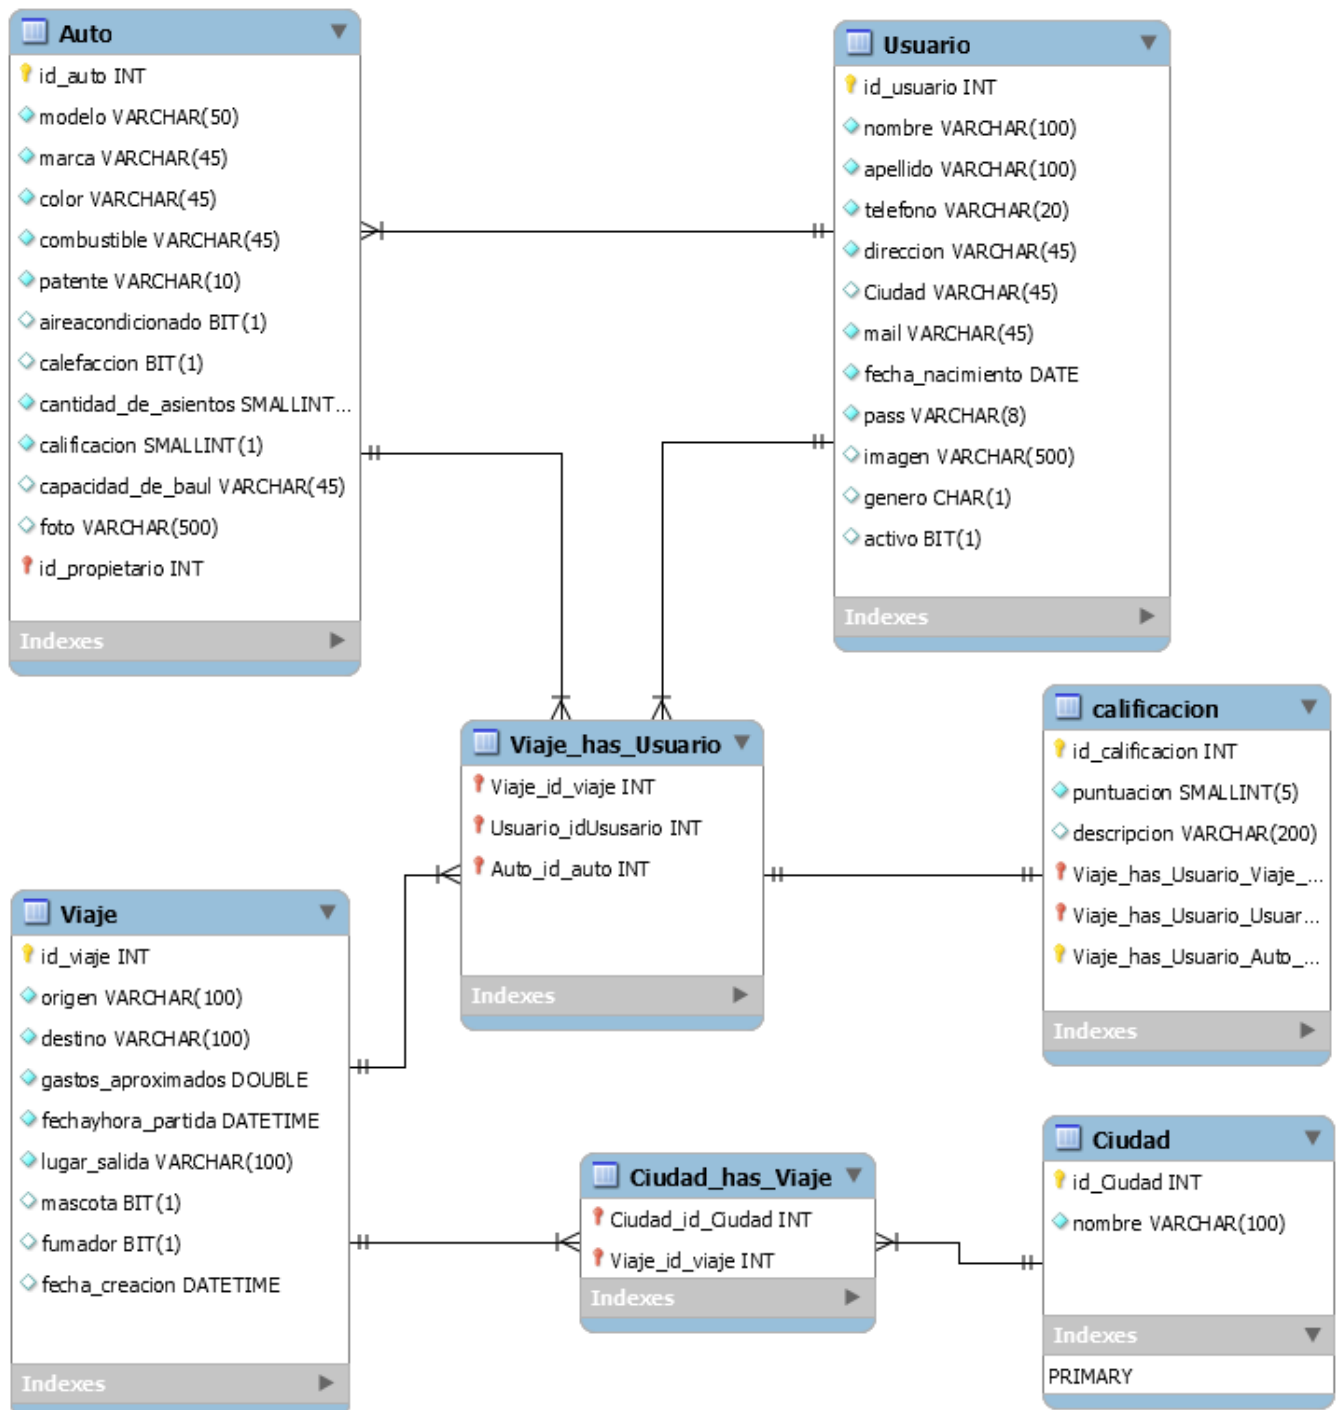 Auto
id_auto INT
modelo VARCHAR(50)
marca VARCHAR(45)
color VARCHAR(45)
combustible VARCHAR(45)
patente VARCHAR(10)
aireacondicionado BIT(1)
calefaccion BIT(1)
cantidad_de_asientos SMALLINT...
calificacion SMALLINT(1)
capacidad_de_baul VARCHAR(45)
foto VARCHAR(500)
id_propietario INT
Indexes
Usuario
id_usuario INT
nombre VARCHAR(100)
apellido VARCHAR(100)
telefono VARCHAR(20)
direccion VARCHAR(45)
Ciudad VARCHAR(45)
mail VARCHAR(45)
fecha_nacimiento DATE
pass VARCHAR(8)
imagen VARCHAR(500)
genero CHAR(1)
activo BIT(1)
Indexes
Viaje_has_Usuario
Viaje_id_viaje INT
Usuario_idUsusario INT
Auto_id_auto INT
Indexes
calificacion
id_calificacion INT
puntuacion SMALLINT(5)
descripcion VARCHAR(200)
Viaje_has_Usuario_Viaje_...
Viaje_has_Usuario_Usuar...
Viaje_has_Usuario_Auto_...
Indexes
Viaje
id_viaje INT
origen VARCHAR(100)
destino VARCHAR(100)
gastos_aproximados DOUBLE
fechayhora_partida DATETIME
lugar_salida VARCHAR(100)
mascota BIT(1)
fumador BIT(1)
fecha_creacion DATETIME
Indexes
Ciudad_has_Viaje
Ciudad_id_Ciudad INT
Viaje_id_viaje INT
Indexes
Ciudad
id_Ciudad INT
nombre VARCHAR(100)
Indexes
PRIMARY